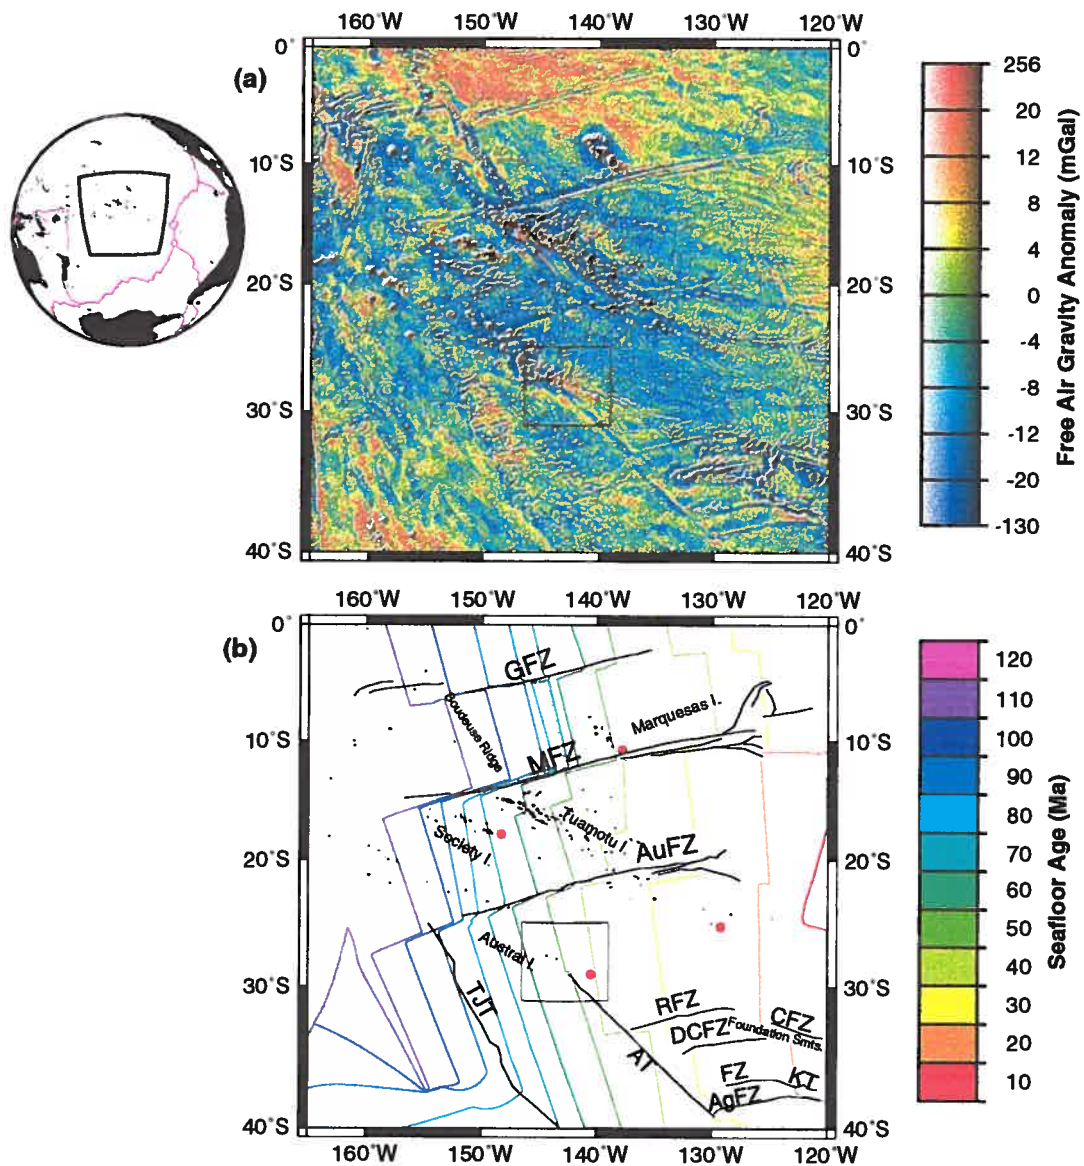 160°W 150°W 140°W 130°W 120°W
0° 0°
(a)
10°S 10°S
20°S 20°S
30°S 30°S
40°S 40°S
256
20
12
8
4
0
-4
-8
-12
-20
-130
Free Air Gravity Anomaly (mGal)
160°W 150°W 140°W 130°W 120°W
0° 0°
(b)
GFZ
Boudeuse Ridge
Marquesas I.
10°S 10°S
MFZ
Tuamotu I.
Society I.
AuFZ
20°S 20°S
Austral I.
30°S 30°S
TJT
RFZ
CFZ
DCFZ
Foundation Smts.
AT
FZ
KT
AgFZ
40°S 40°S
160°W 150°W 140°W 130°W 120°W
120
110
100
90
80
70
60
50
40
30
20
10
Seafloor Age (Ma)